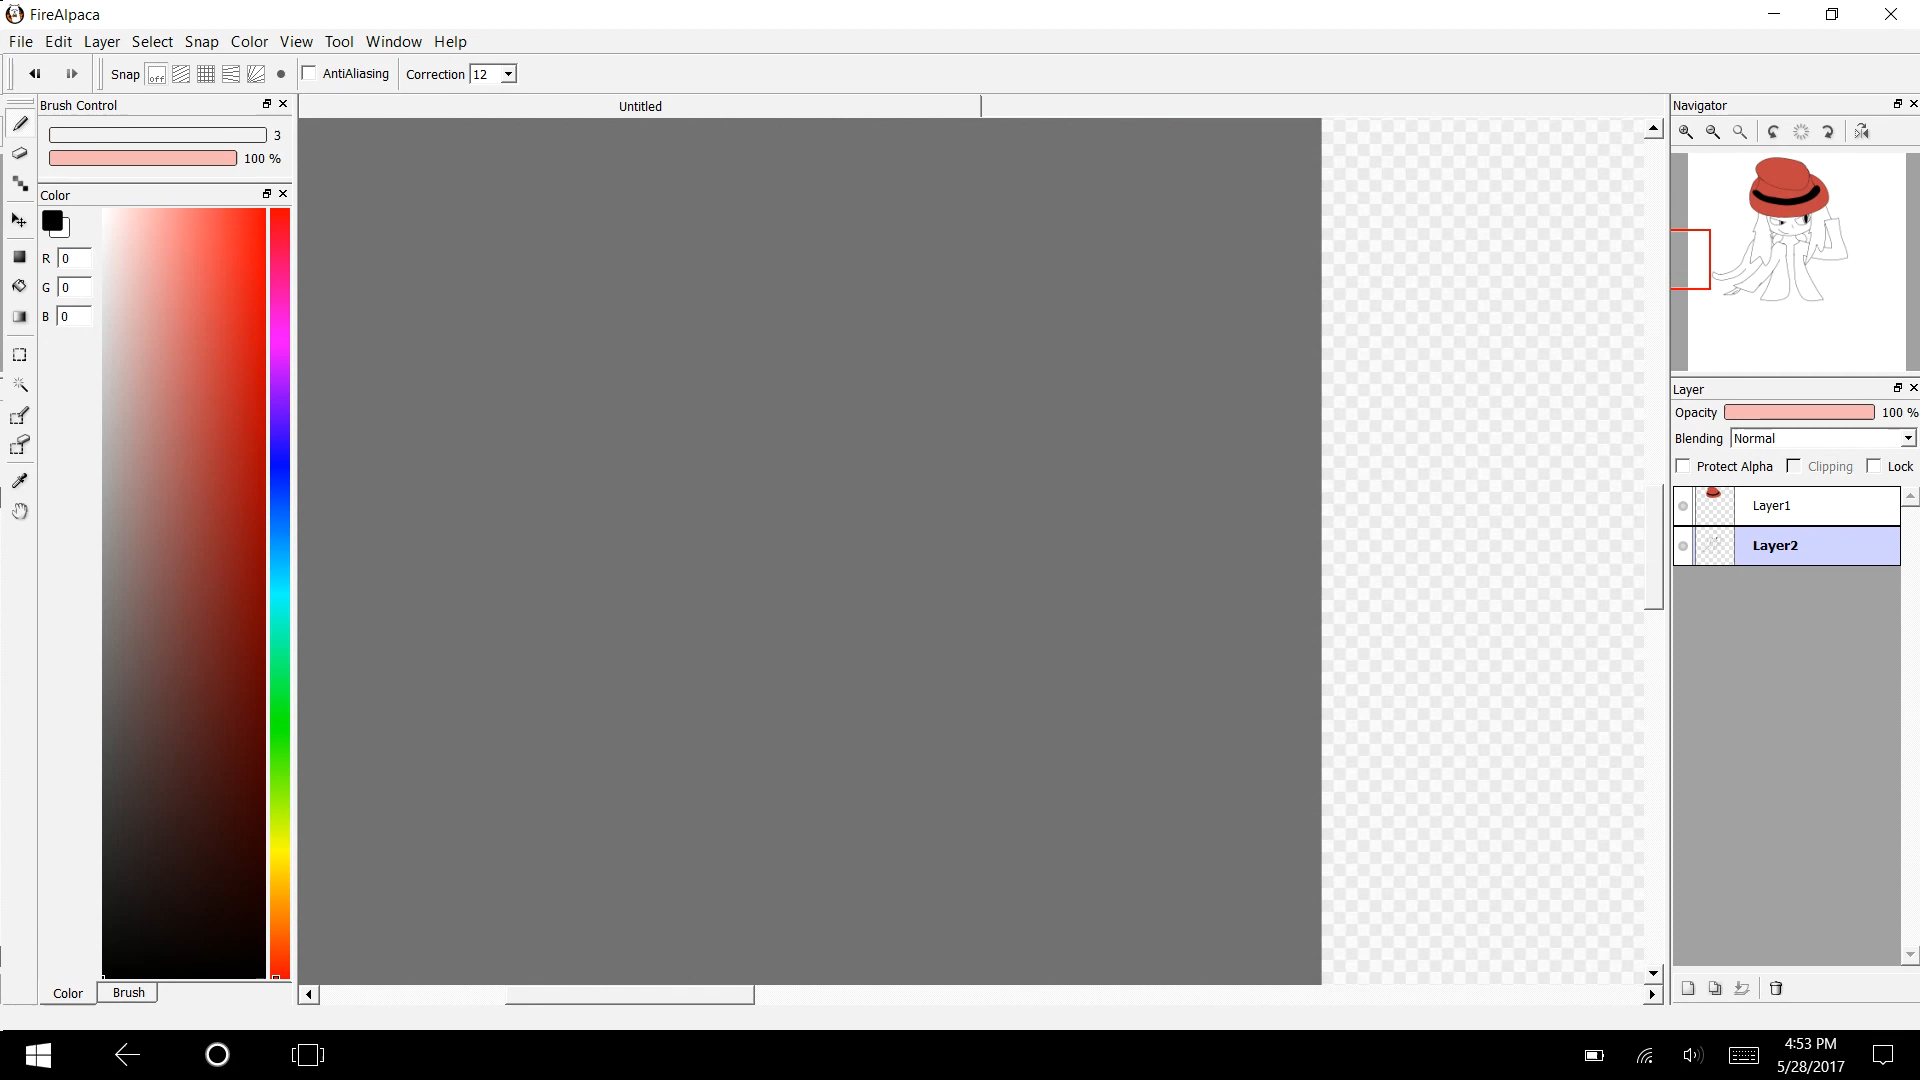 FireAlpaca
File Edit Layer Select Snap Color View Tool Window Help
Snap off AntiAliasing Correction 12
Brush Control
3
100 %
Color
R 0
G 0
B 0
Color Brush
Untitled
Navigator
Layer
Opacity 100 %
Blending Normal
Protect Alpha Clipping Lock
Layer1
Layer2
4:53 PM
5/28/2017